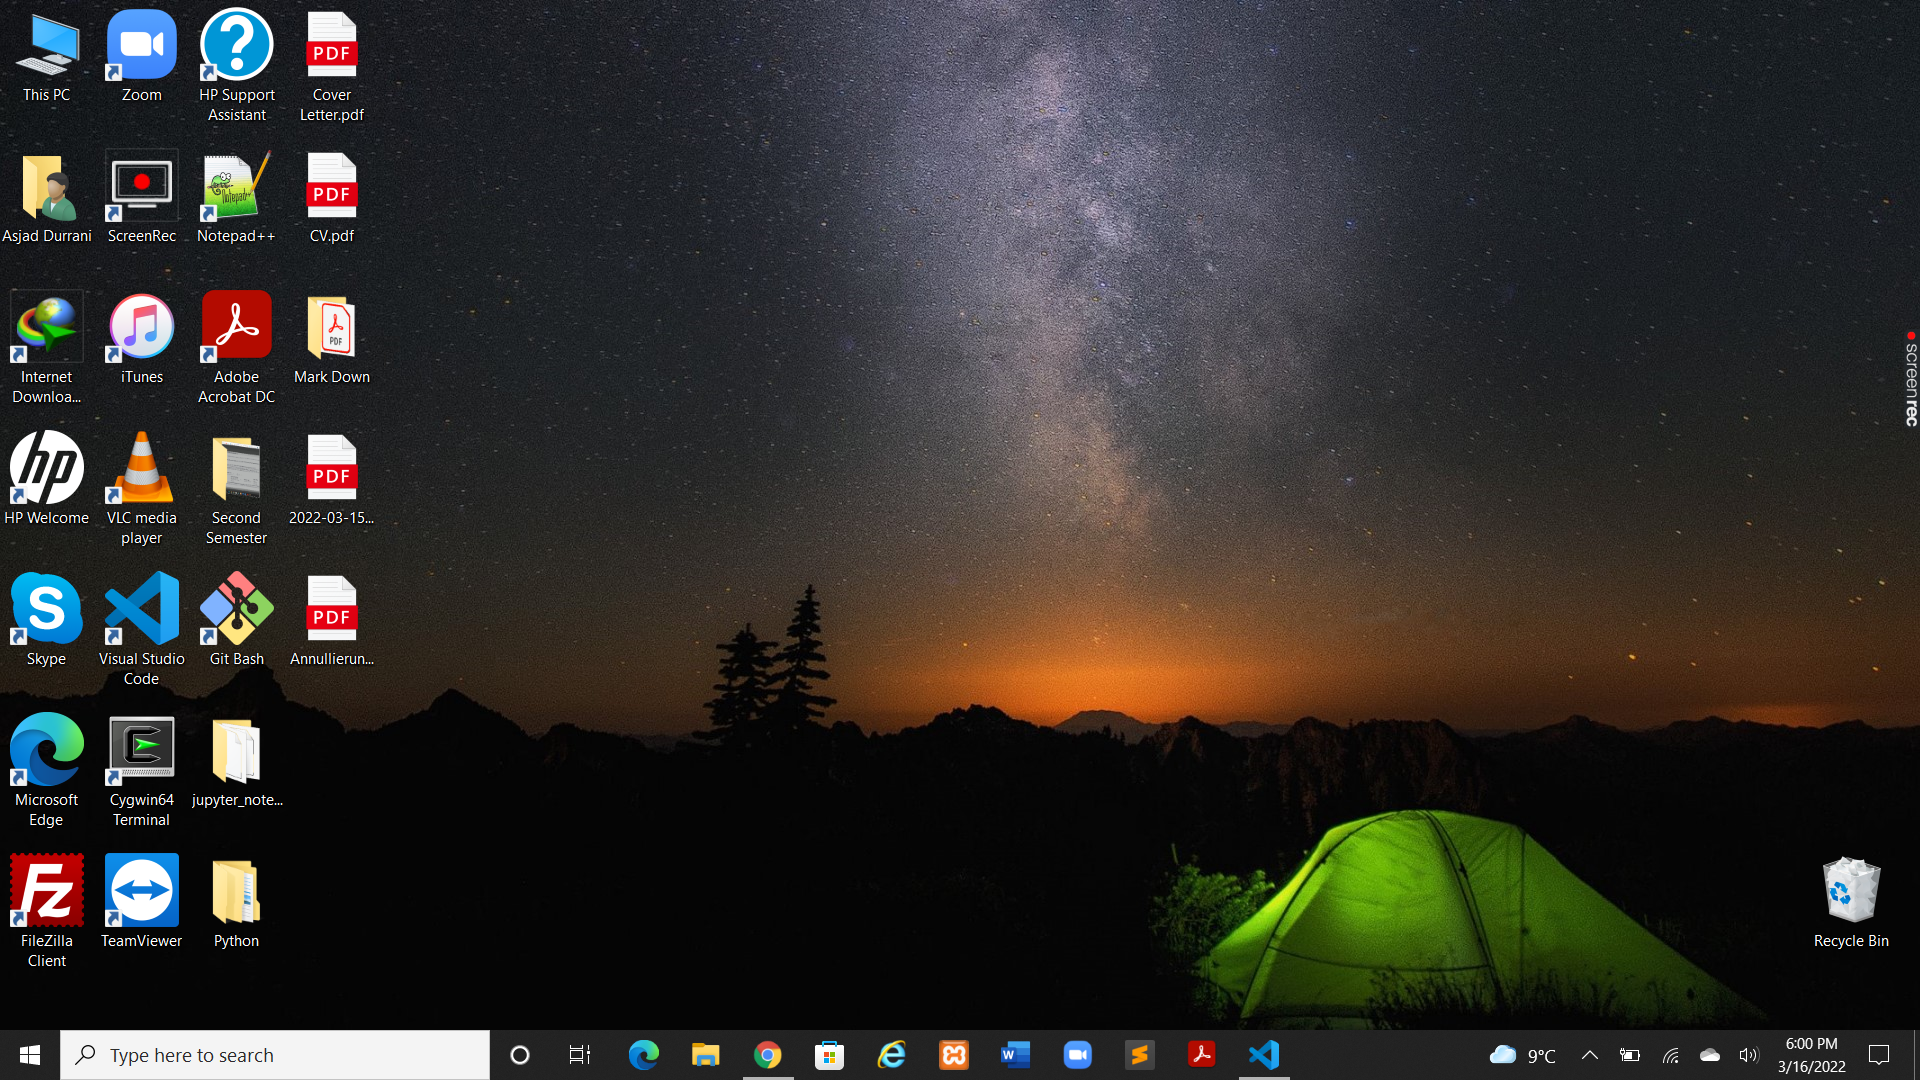 This PC
Zoom
HP Support
Assistant
Cover
Letter.pdf
PDF
Asjad Durrani
ScreenRec
Notepad++
Notepad++
CV.pdf
PDF
Internet
Downloa...
iTunes
Adobe
Acrobat DC
PDF
Mark Down
hp
HP Welcome
VLC media
player
Second
Semester
PDF
2022-03-15...
S
Skype
Visual Studio
Code
Git Bash
PDF
Annullierun...
Microsoft
Edge
Cygwin64
Terminal
jupyter_note...
Fz
FileZilla
Client
TeamViewer
Python
screenrec
Recycle Bin
Type here to search
W
9°C
6:00 PM
3/16/2022